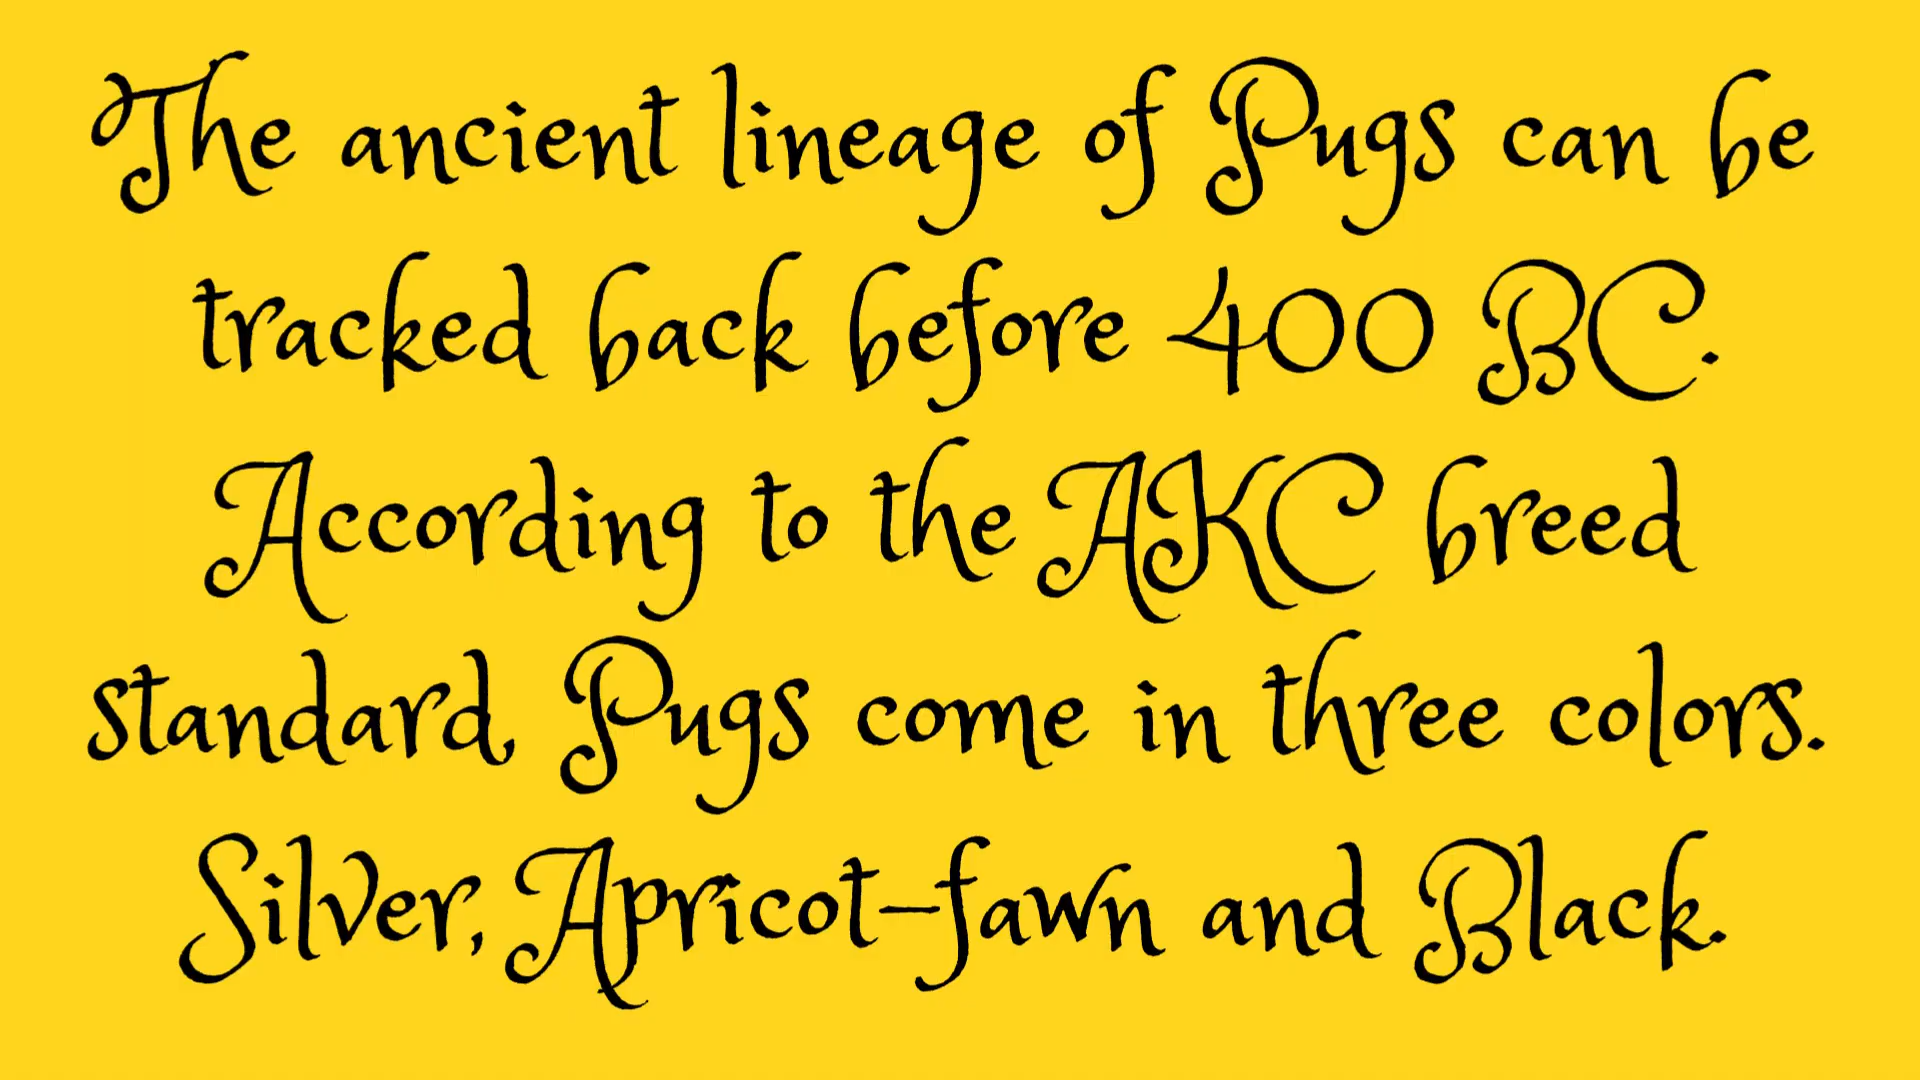 The ancient lineage of Pugs can be
tracked back before 400 BC.
According to the AKC breed
standard, Pugs come in three colors.
Silver, Apricot-fawn and Black.